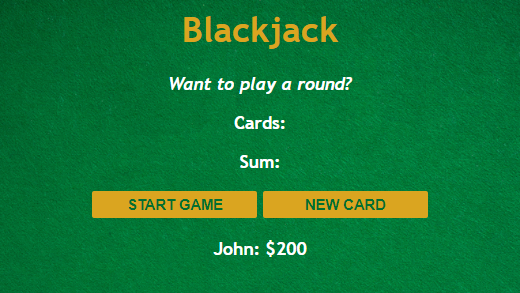 Blackjack
Want to play a round?
Cards:
Sum:
START GAME NEW CARD
John: $200